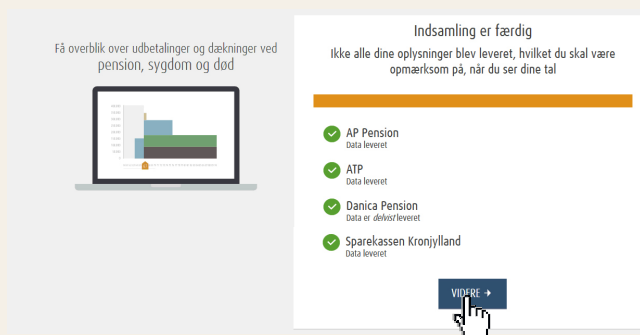 Få overblik over udbetalinger og dækninger ved
pension, sygdom og død
Indsamling er færdig
Ikke alle dine oplysninger blev leveret, hvilket du skal være
opmærksom på, når du ser dine tal
AP Pension
Data leveret
ATP
Data leveret
Danica Pension
Data er delvist leveret
Sparekassen Kronjylland
Data leveret
VIDERE